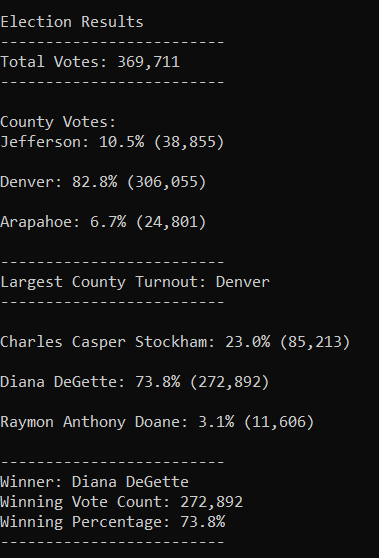 Election Results
-------------------------
Total Votes: 369,711
-------------------------
County Votes:
Jefferson: 10.5% (38,855)
Denver: 82.8% (306,055)
Arapahoe: 6.7% (24,801)
-------------------------
Largest County Turnout: Denver
-------------------------
Charles Casper Stockham: 23.0% (85,213)
Diana DeGette: 73.8% (272,892)
Raymon Anthony Doane: 3.1% (11,606)
-------------------------
Winner: Diana DeGette
Winning Vote Count: 272,892
Winning Percentage: 73.8%
-------------------------